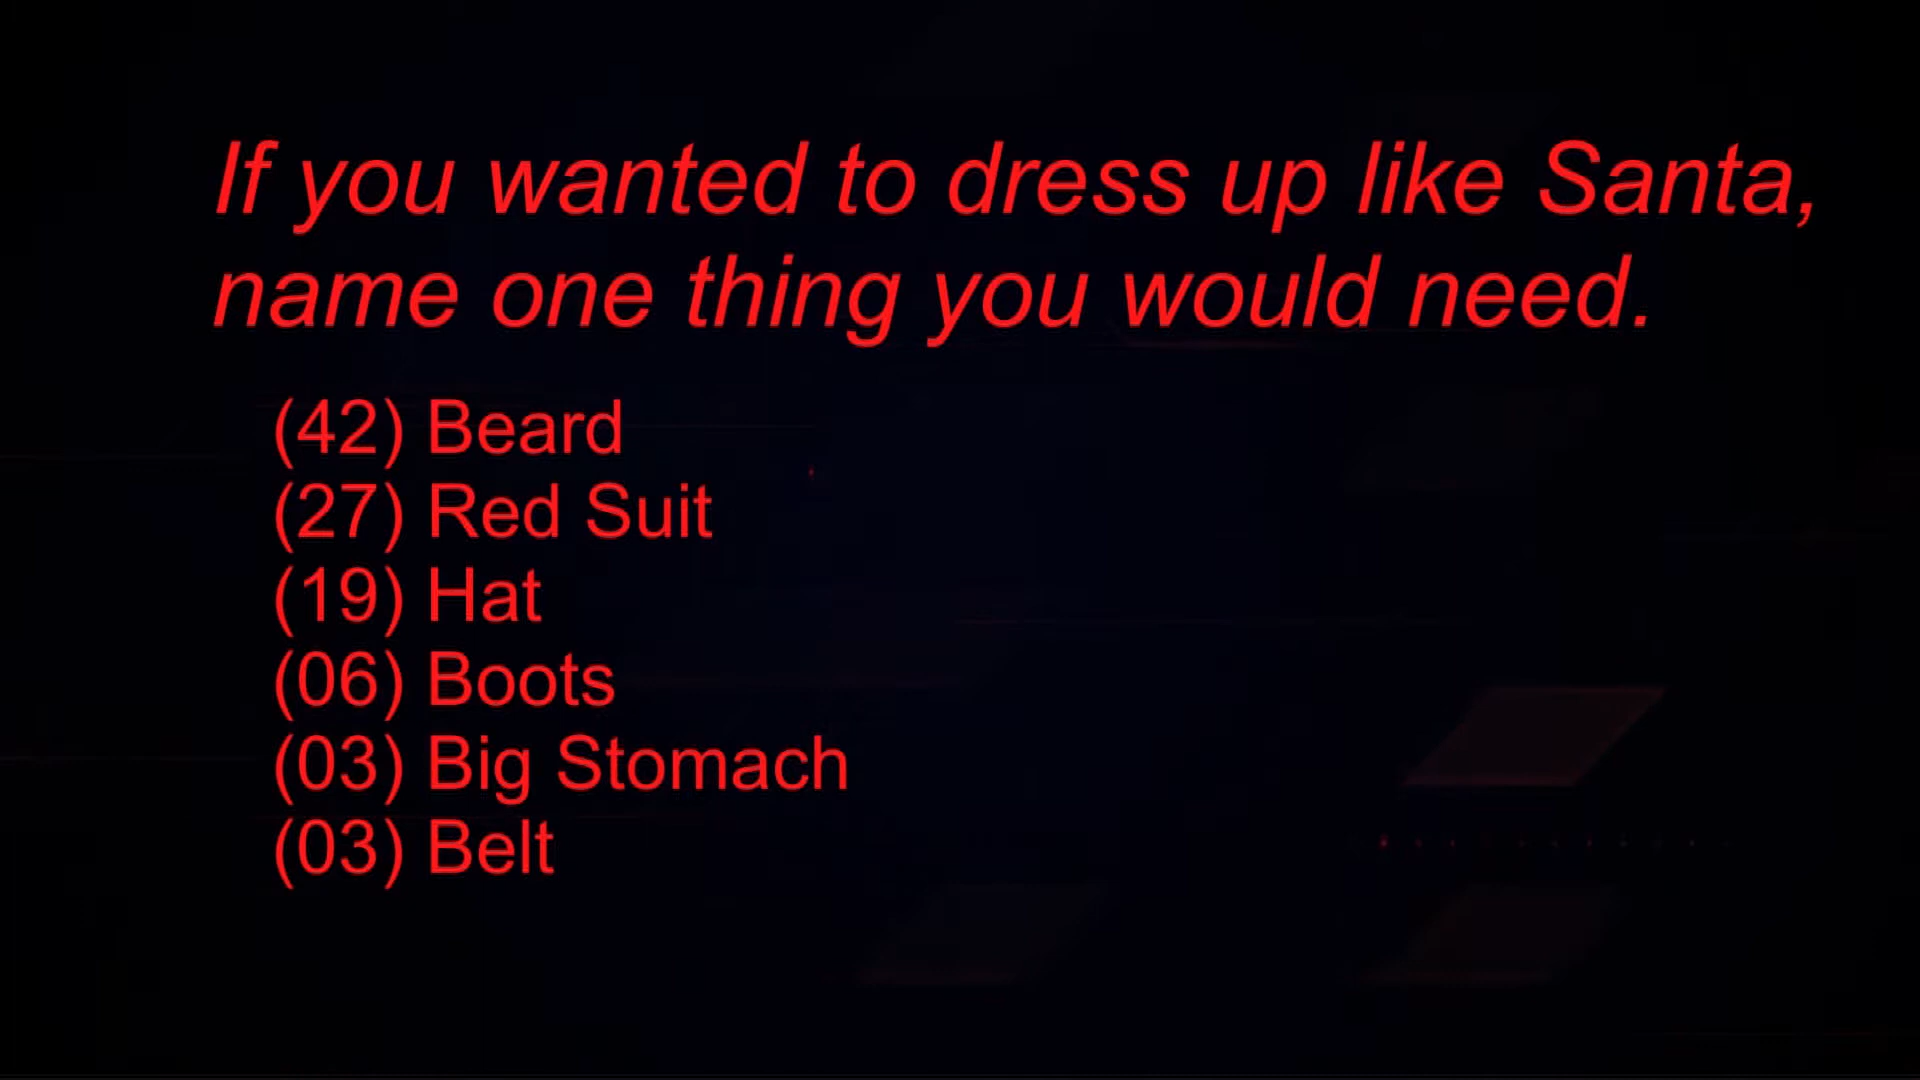 If you wanted to dress up like Santa,
name one thing you would need.
(42) Beard
(27) Red Suit
(19) Hat
(06) Boots
(03) Big Stomach
(03) Belt